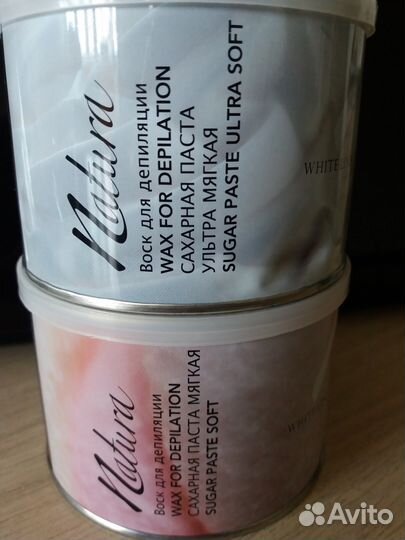 Natura
Воск для депиляции
WAX FOR DEPILATION
САХАРНАЯ ПАСТА
УЛЬТРА МЯГКАЯ
SUGAR PASTE ULTRA SOFT
WHITE
Natura
Воск для депиляции
WAX FOR DEPILATION
САХАРНАЯ ПАСТА МЯГКАЯ
SUGAR PASTE SOFT
Avito